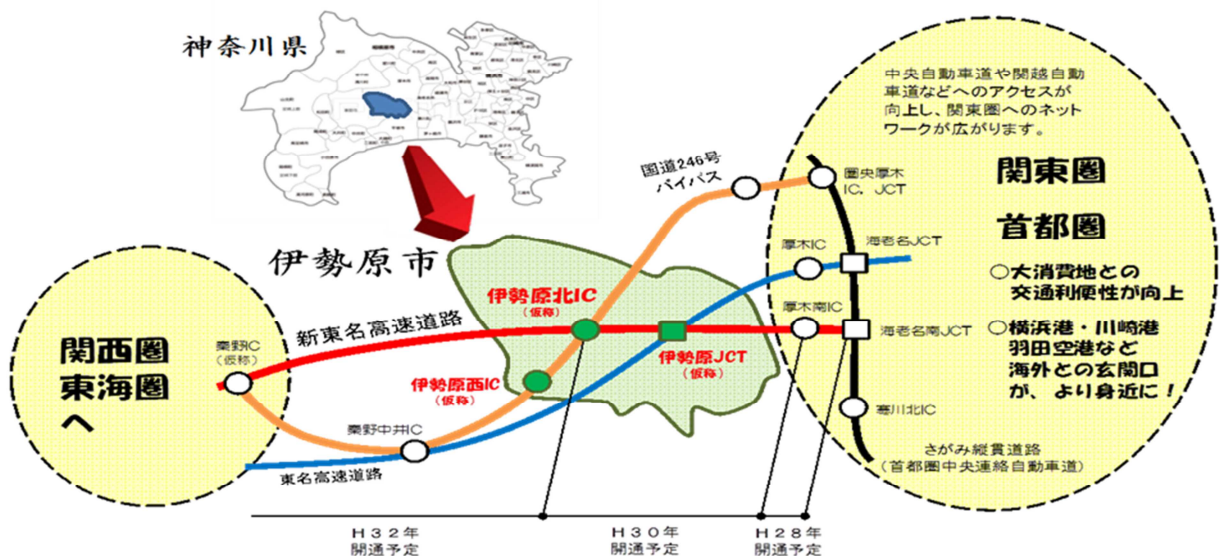 神奈川県
伊勢原市
中央自動車道や関越自動
車道などへのアクセスが
向上し、関東圏へのネット
ワークが広がります。
国道246号
バイパス
圏央厚木
IC, JCT
関東圏
首都圏
厚木IC
海老名JCT
○大消費地との
交通利便性が向上
伊勢原北IC
(仮称)
新東名高速道路
厚木南IC
海老名南JCT
○横浜港・川崎港
羽田空港など
海外との玄関口
が、より身近に！
関西圏
東海圏
へ
秦野IC
(仮称)
伊勢原JCT
(仮称)
伊勢原西IC
(仮称)
寒川北IC
秦野中井IC
東名高速道路
さがみ縦貫道路
(首都圏中央連絡自動車道)
H32年
開通予定
H30年
開通予定
H28年
開通予定